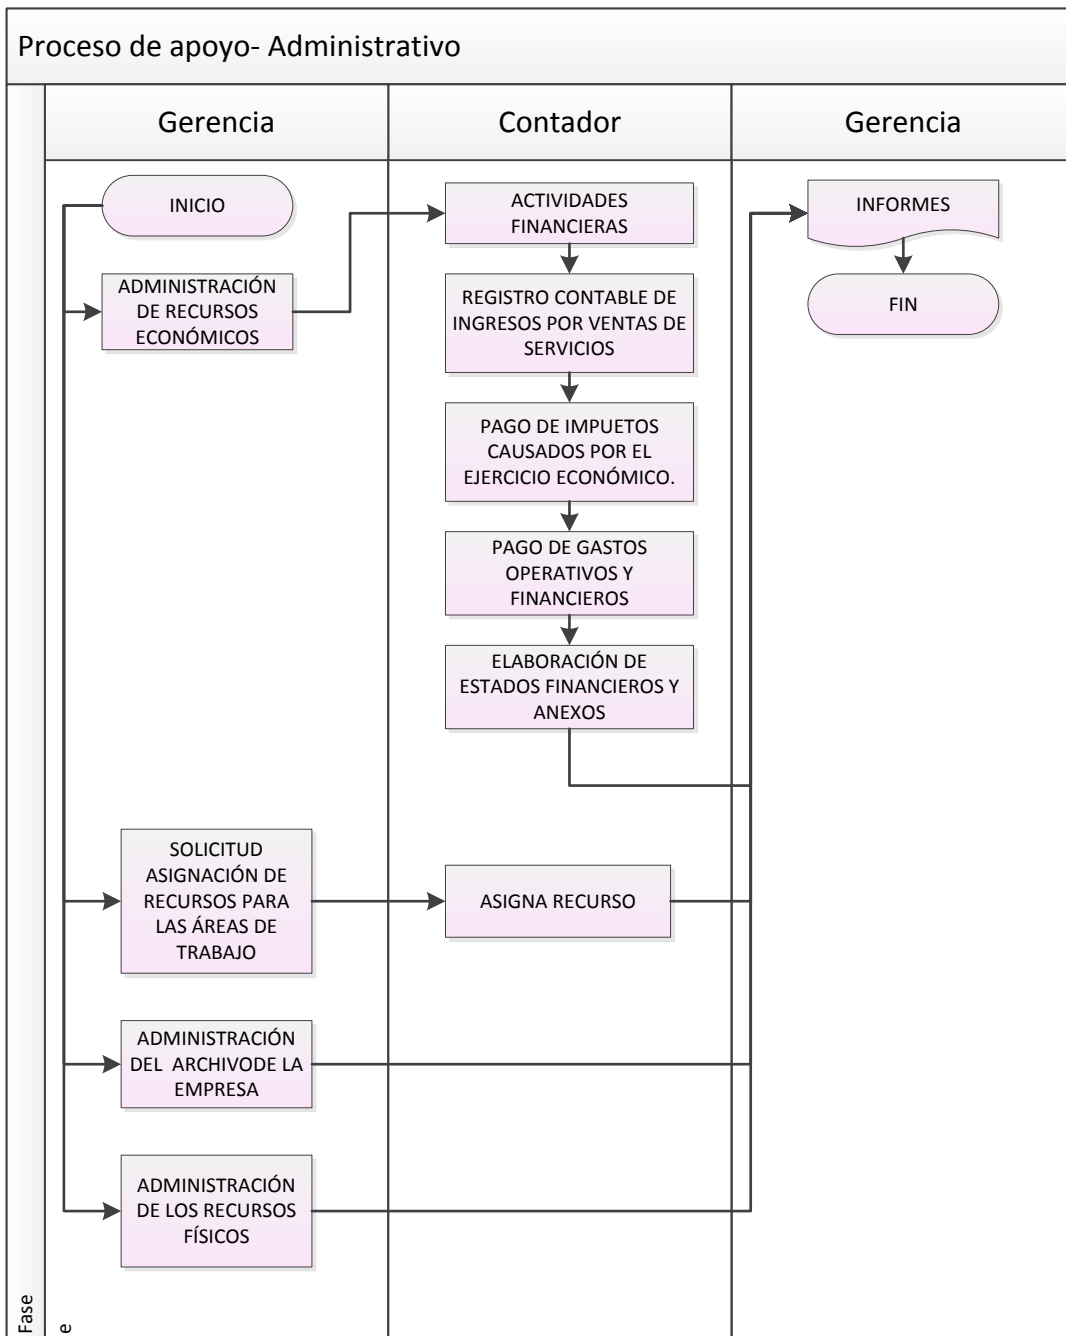 Proceso de apoyo- Administrativo
Gerencia
Contador
Gerencia
INICIO
ADMINISTRACIÓN
DE RECURSOS
ECONÓMICOS
SOLICITUD
ASIGNACIÓN DE
RECURSOS PARA
LAS ÁREAS DE
TRABAJO
ADMINISTRACIÓN
DEL ARCHIVODE LA
EMPRESA
ADMINISTRACIÓN
DE LOS RECURSOS
FÍSICOS
ACTIVIDADES
FINANCIERAS
REGISTRO CONTABLE DE
INGRESOS POR VENTAS DE
SERVICIOS
PAGO DE IMPUETOS
CAUSADOS POR EL
EJERCICIO ECONÓMICO.
PAGO DE GASTOS
OPERATIVOS Y
FINANCIEROS
ELABORACIÓN DE
ESTADOS FINANCIEROS Y
ANEXOS
ASIGNA RECURSO
INFORMES
FIN
Fase
e